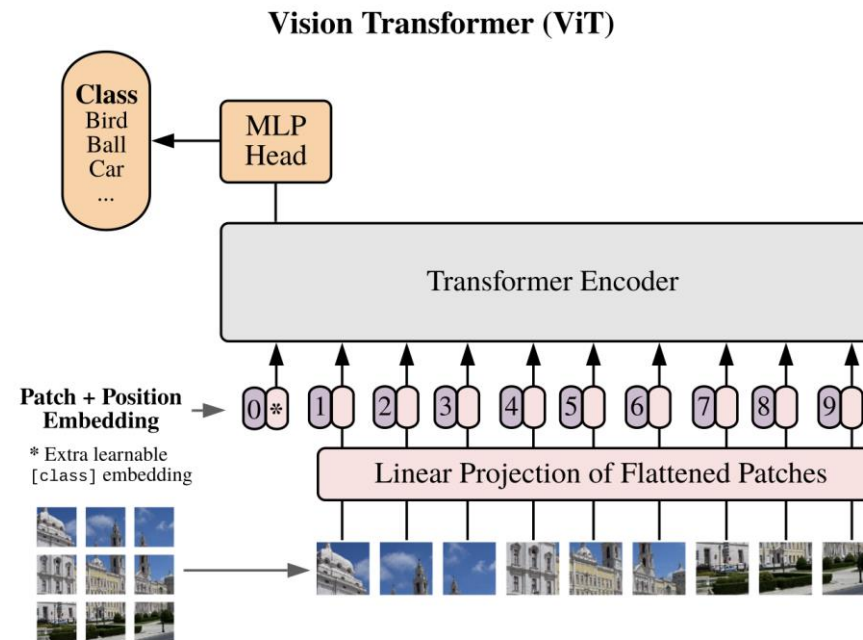 Vision Transformer (ViT)
Class
Bird
Ball
Car
...
MLP
Head
Transformer Encoder
Patch + Position
Embedding
0 * 1 2 3 4 5 6 7 8 9
* Extra learnable
[class] embedding
Linear Projection of Flattened Patches